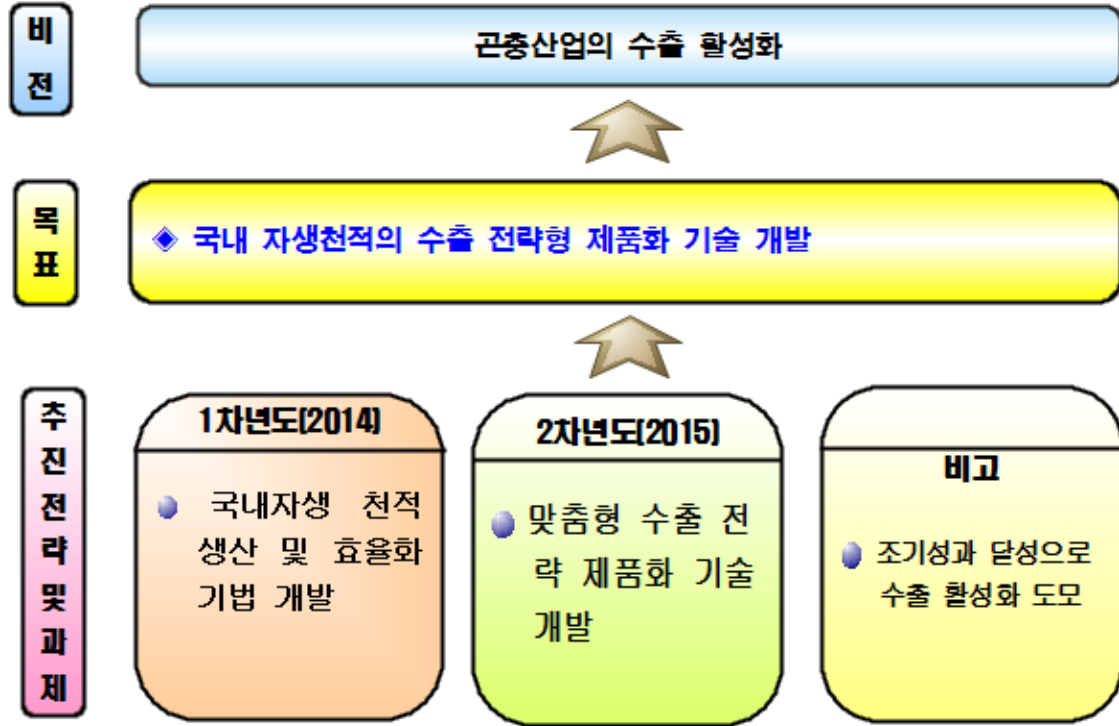 비전
곤충산업의 수출 활성화
목표
◈ 국내 자생천적의 수출 전략형 제품화 기술 개발
추진전략및과제
1차년도(2014)
국내자생 천적
생산 및 효율화
기법 개발
2차년도(2015)
맞춤형 수출 전
략 제품화 기술
개발
비고
조기성과 달성으로
수출 활성화 도모